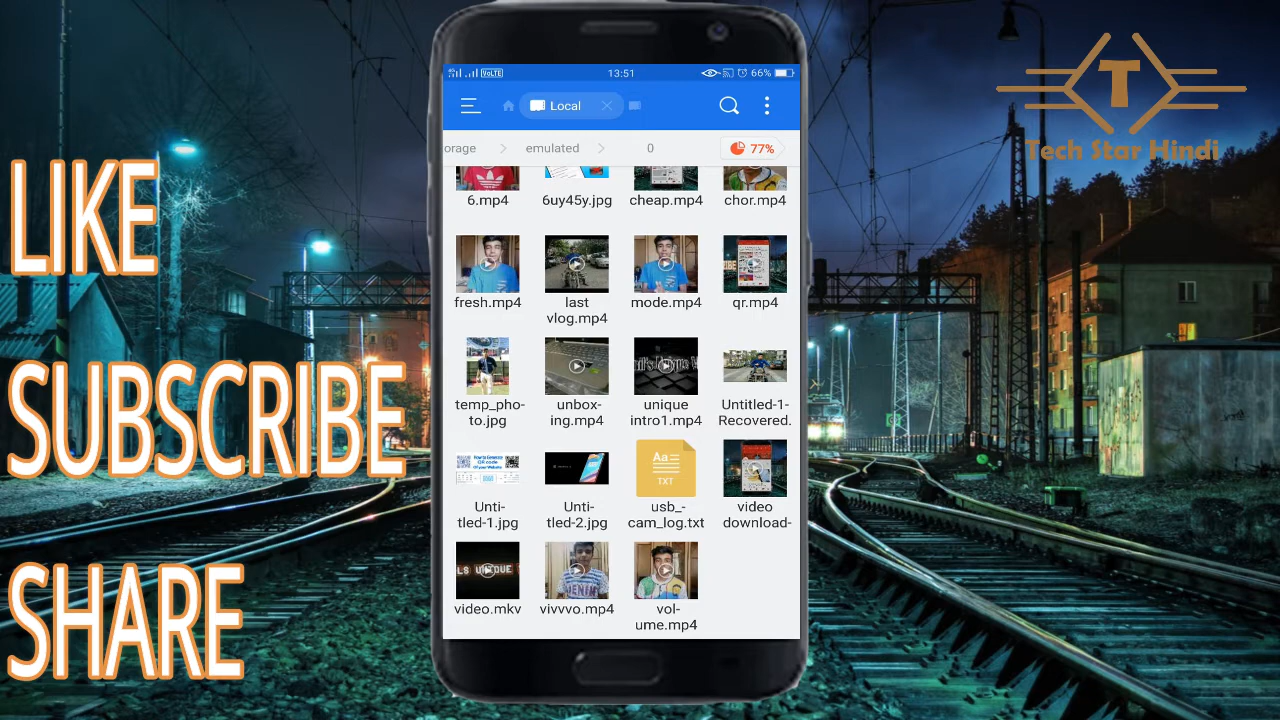 LIKE
SUBSCRIBE
SHARE
T
Tech Star Hindi
VoLTE
13:51
66%
Local
orage
emulated
0
77%
6.mp4
6uy45y.jpg
cheap.mp4
chor.mp4
fresh.mp4
last
vlog.mp4
mode.mp4
qr.mp4
temp_pho-
to.jpg
unbox-
ing.mp4
unique
intro1.mp4
Untitled-1-
Recovered.
Unti-
tled-1.jpg
Unti-
tled-2.jpg
Aa
TXT
usb_-
cam_log.txt
video
download-
video.mkv
vivvvo.mp4
vol-
ume.mp4